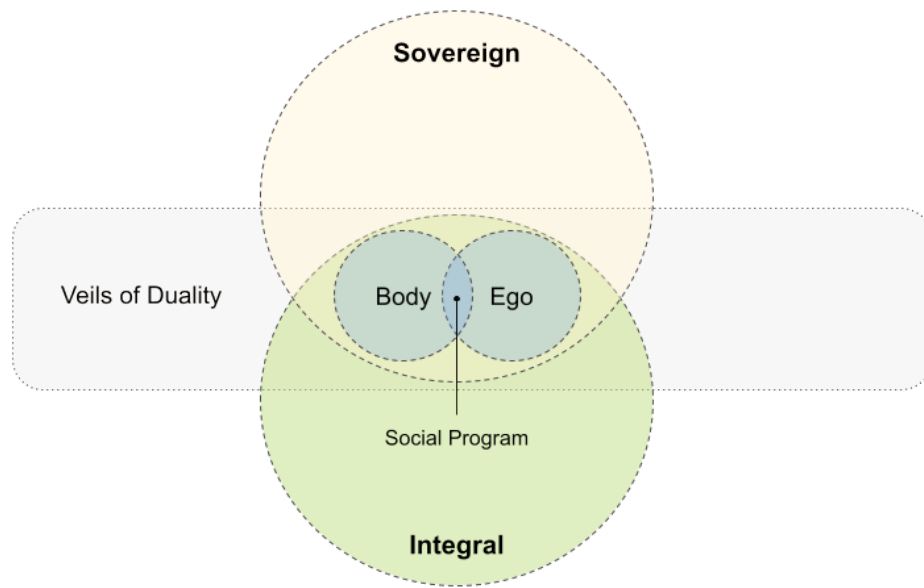 Sovereign
Veils of Duality
Body
Ego
Social Program
Integral